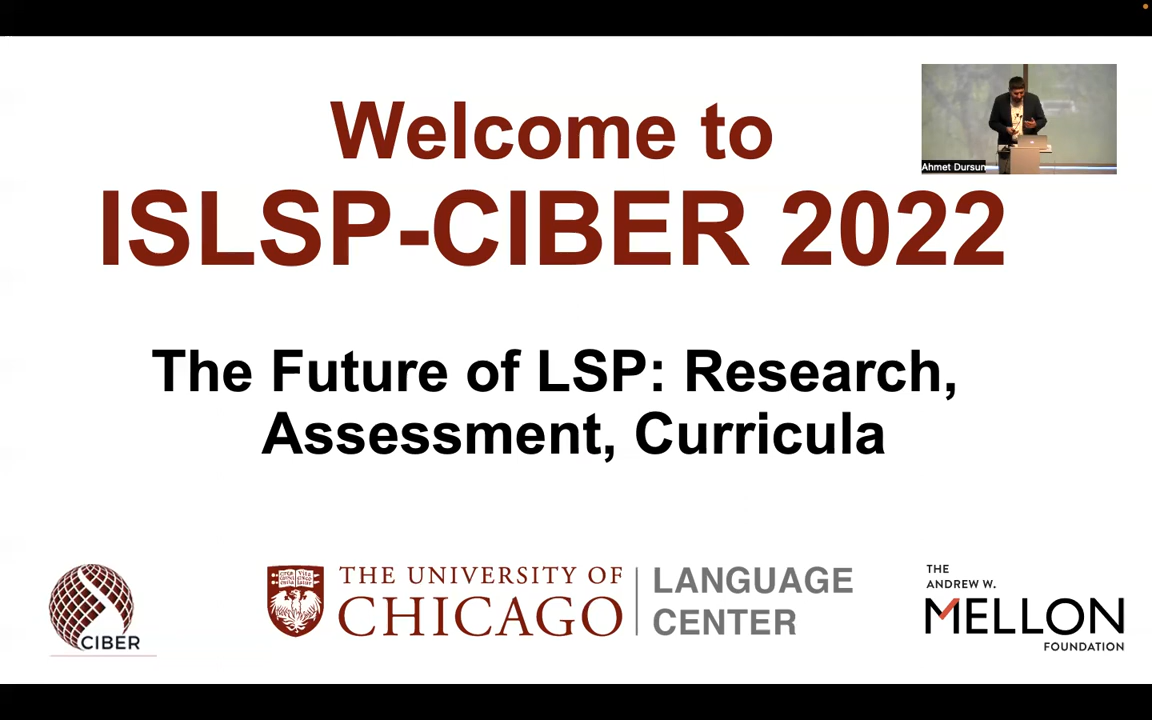 Welcome to
ISLSP-CIBER 2022
Ahmet Dursun
The Future of LSP: Research,
Assessment, Curricula
CIBER
THE UNIVERSITY OF
CHICAGO
LANGUAGE
CENTER
THE
ANDREW W.
MELLON
FOUNDATION